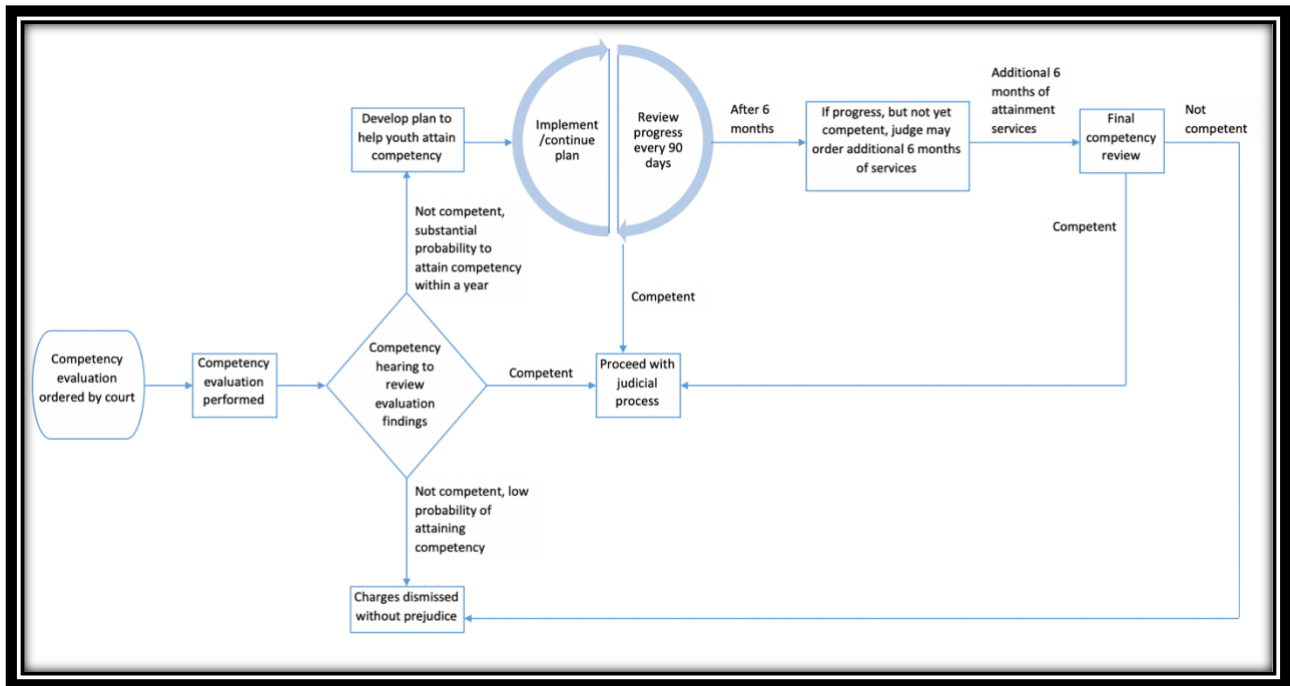 Competency
evaluation
ordered by court
Competency
evaluation
performed
Competency
hearing to
review
evaluation
findings
Not competent,
substantial
probability to
attain competency
within a year
Develop plan to
help youth attain
competency
Implement
/continue
plan
Review
progress
every 90
days
After 6
months
If progress, but not yet
competent, judge may
order additional 6 months
of services
Additional 6
months of
attainment
services
Final
competency
review
Not
competent
Competent
Competent
Competent
Proceed with
judicial
process
Not competent, low
probability of
attaining
competency
Charges dismissed
without prejudice